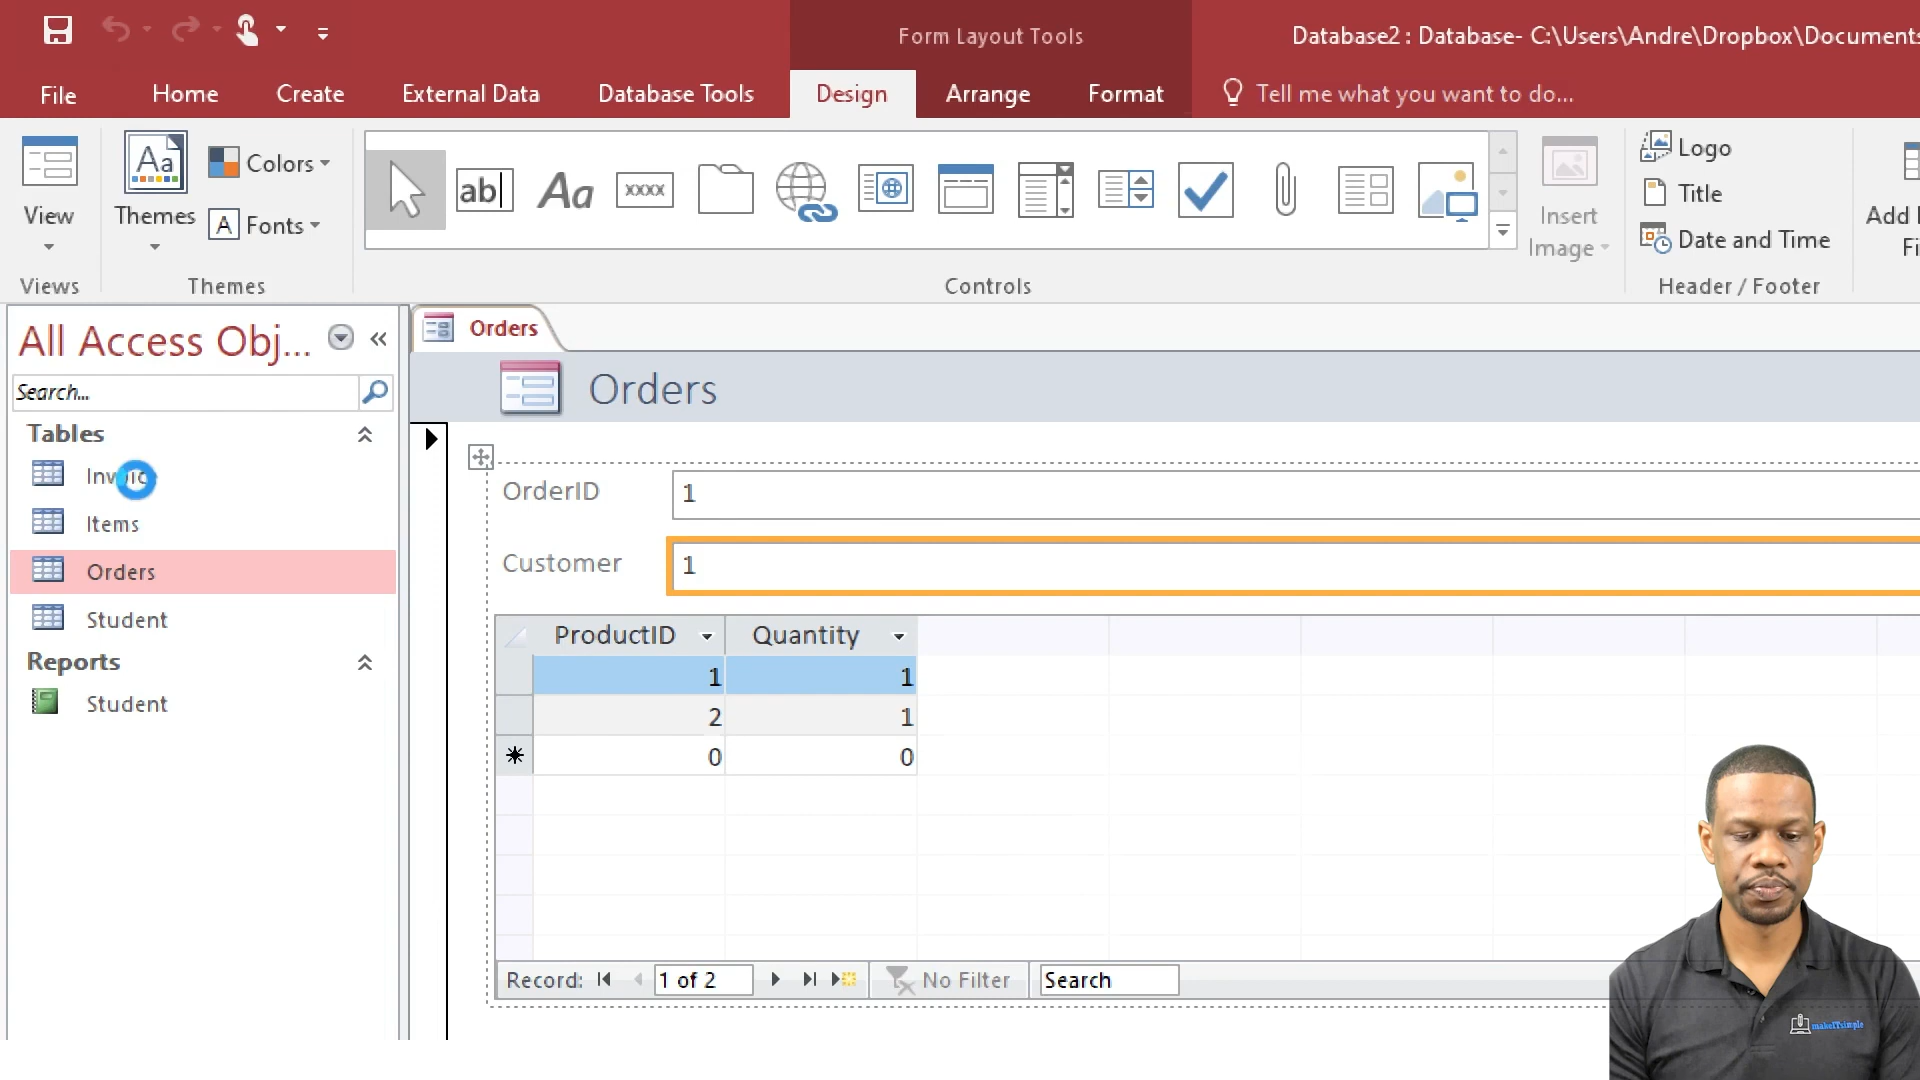 Form Layout Tools
Database2 : Database- C:\Users\Andre\Dropbox\Documents
File Home Create External Data Database Tools Design Arrange Format Tell me what you want to do...
View
Views
Aa
Themes
Colors
A Fonts
Themes
ab Aa xxxx
Controls
Insert
Image
Logo
Title
Date and Time
Header / Footer
Add
All Access Obj...
Search...
Tables
Items
Orders
Student
Reports
Student
Orders
Orders
OrderID 1
Customer 1
ProductID Quantity
1 1
2 1
0 0
Record: 1 of 2 No Filter Search
makeITsimple